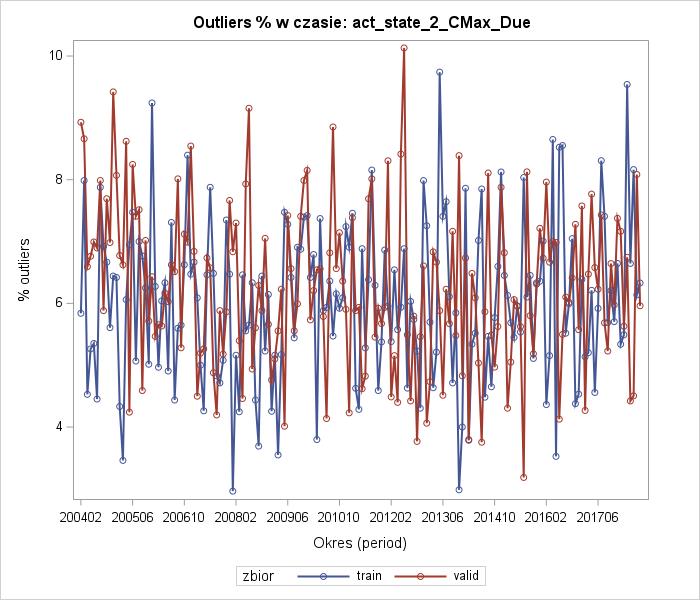 Outliers % w czasie: act_state_2_CMax_Due
% outliers
10
8
6
4
200402 200506 200610 200802 200906 201010 201202 201306 201410 201602 201706
Okres (period)
zbior train valid